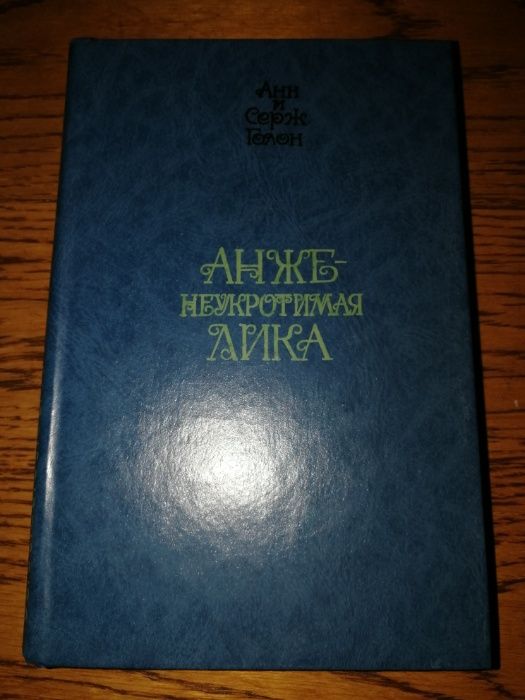 Анн
и
Серж
Голон
АНЖЕ-
НЕУКРОТИМАЯ
ЛИКА